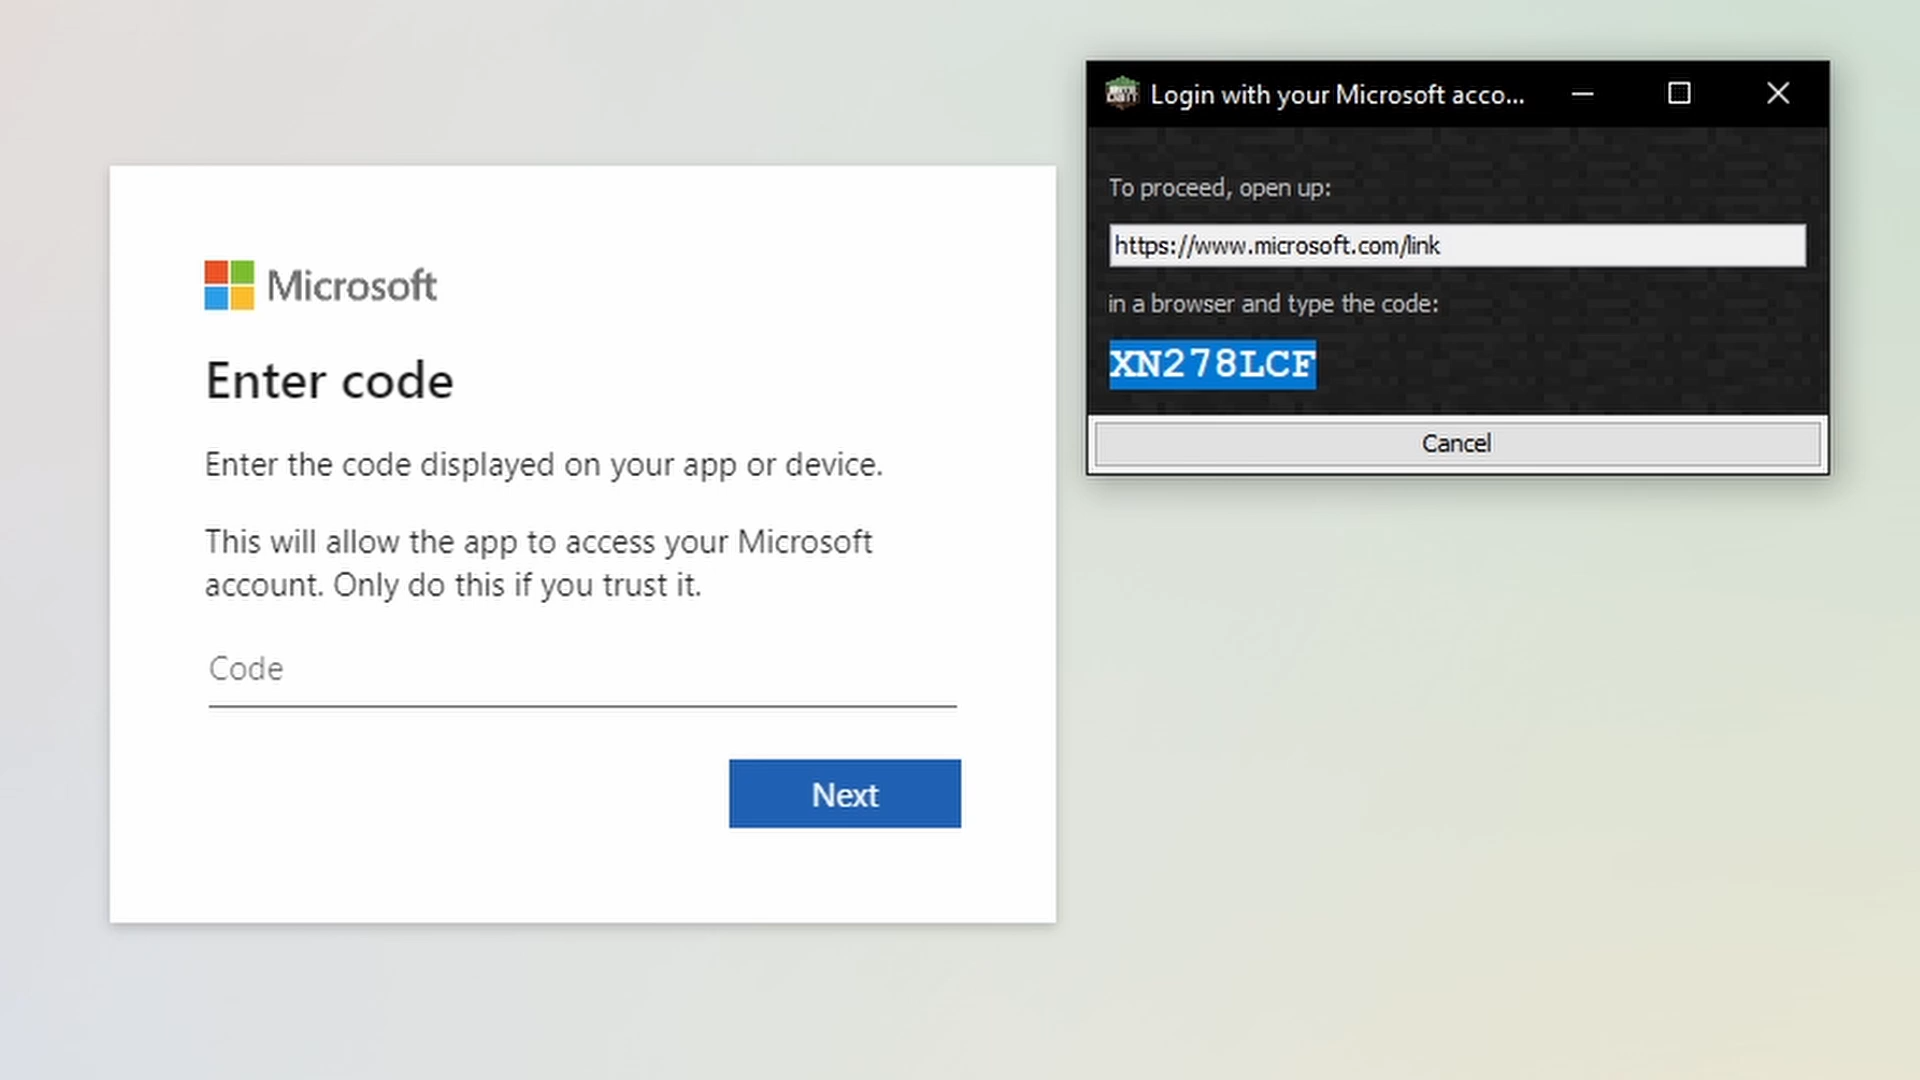 Microsoft
Enter code
Enter the code displayed on your app or device.
This will allow the app to access your Microsoft
account. Only do this if you trust it.
Code
Next
Login with your Microsoft acco...
To proceed, open up:
https://www.microsoft.com/link
in a browser and type the code:
XN278LCF
Cancel